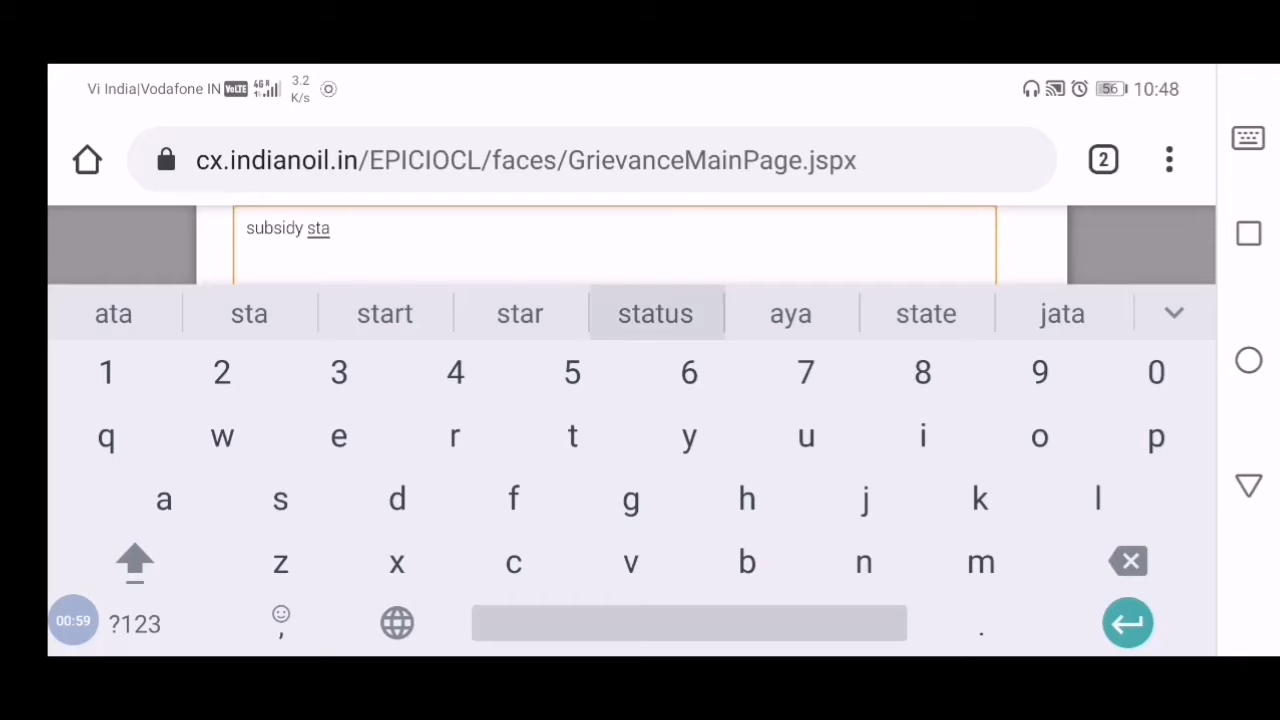 Vi India|Vodafone IN VoLTE 4G R 3.2 K/s 56 10:48
cx.indianoil.in/EPICIOCL/faces/GrievanceMainPage.jspx 2
subsidy sta
ata sta start star status aya state jata
1 2 3 4 5 6 7 8 9 0
q w e r t y u i o p
a s d f g h j k l
z x c v b n m
00:59 ?123 , .